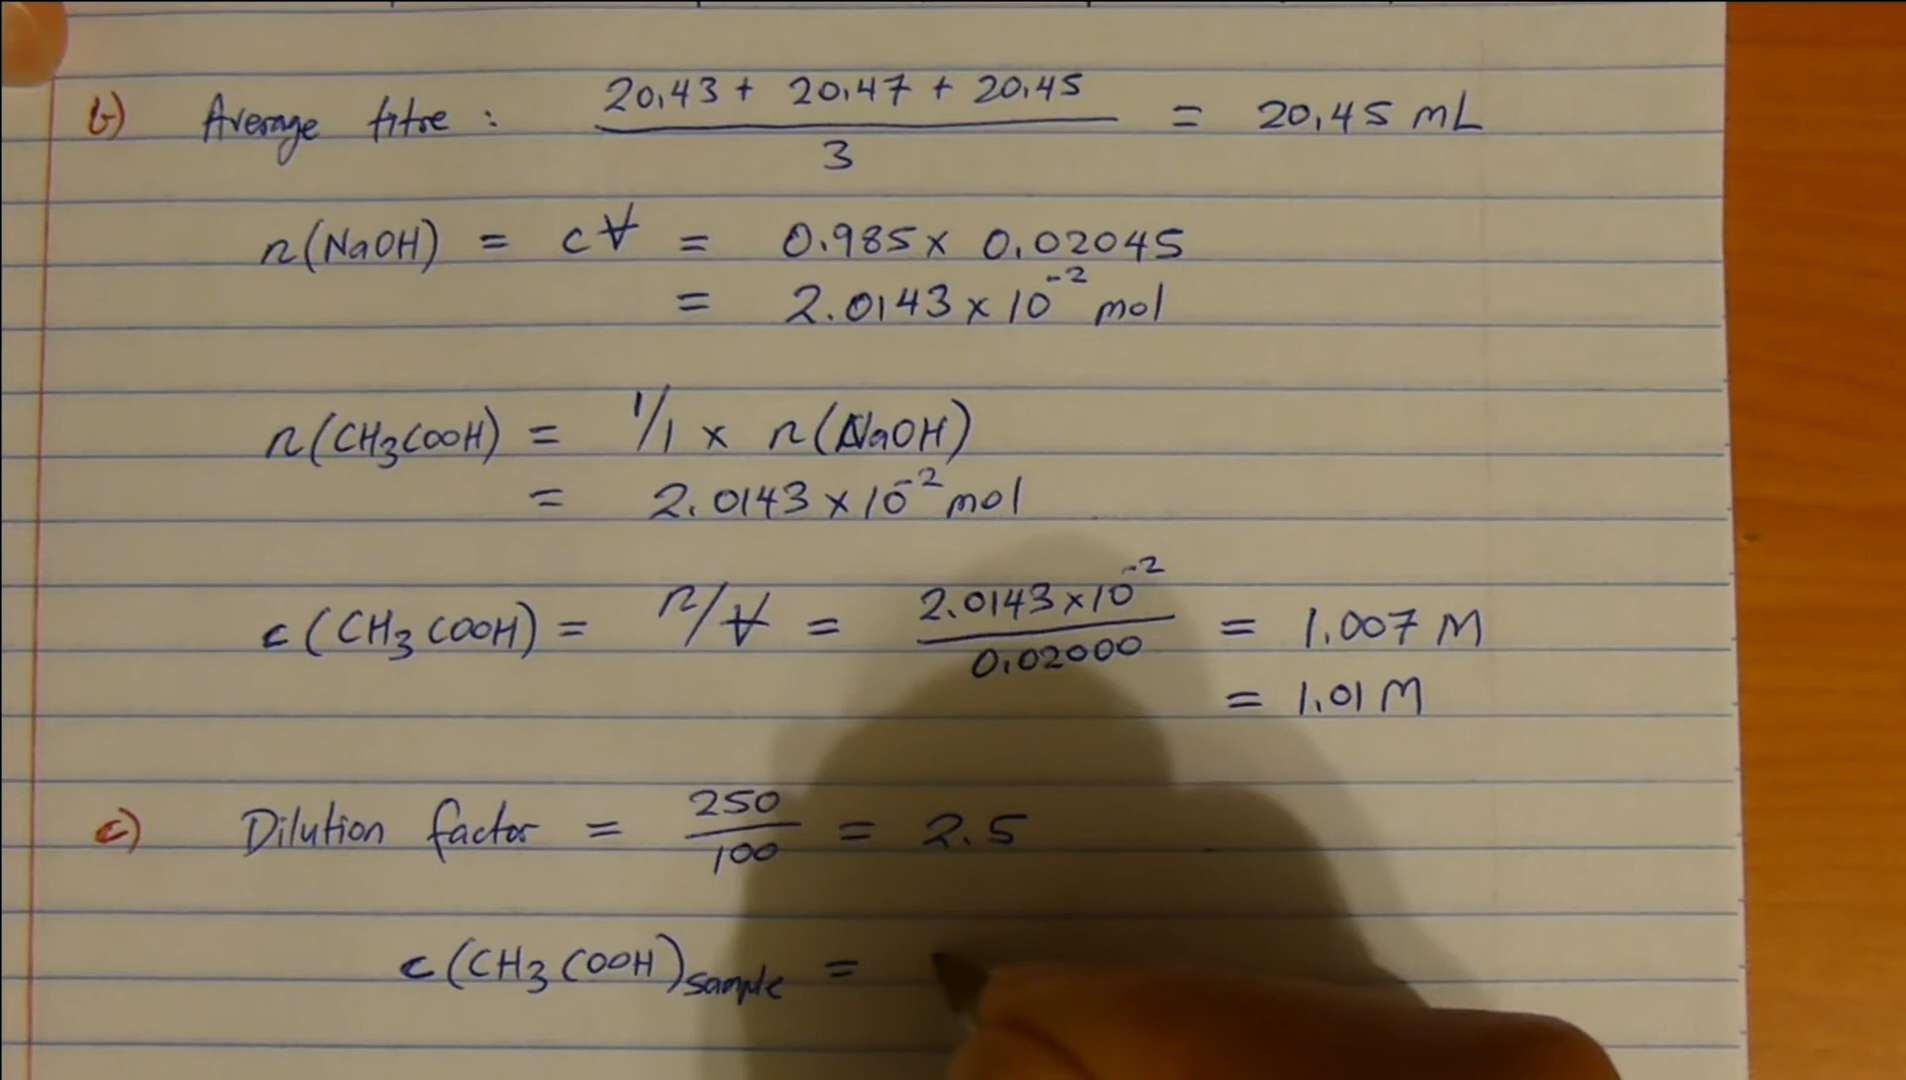 b) Average titre : 20.43 + 20.47 + 20.45 / 3 = 20.45 mL
n(NaOH) = cV = 0.985 x 0.02045
= 2.0143 x 10^-2 mol
n(CH3COOH) = 1/1 x n(NaOH)
= 2.0143 x 10^-2 mol
c(CH3COOH) = n/V = 2.0143 x 10^-2 / 0.02000 = 1.007 M
= 1.01 M
c) Dilution factor = 250 / 100 = 2.5
c(CH3COOH)sample =